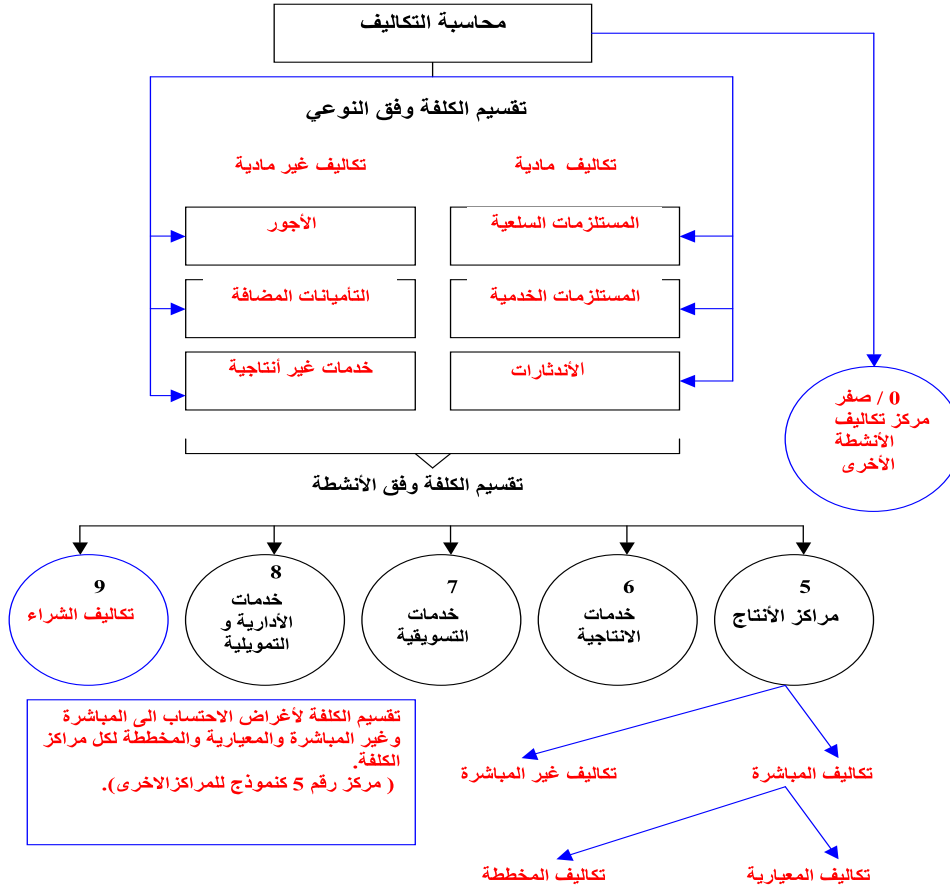 محاسبة التكاليف
تقسيم الكلفة وفق النوعي
تكاليف مادية
تكاليف غير مادية
المستلزمات السلعية
الأجور
المستلزمات الخدمية
التأميانات المضافة
الأندثارات
خدمات غير أنتاجية
0 / صفر
مركز تكاليف
الأنشطة
الأخرى
تقسيم الكلفة وفق الأنشطة
5
مراكز الأنتاج
6
خدمات
الانتاجية
7
خدمات
التسويقية
8
خدمات
الأدارية و
التمويلية
9
تكاليف الشراء
تقسيم الكلفة لأغراض الاحتساب الى المباشرة
وغير المباشرة والمعيارية والمخططة لكل مراكز
الكلفة.
( مركز رقم 5 كنموذج للمراكزالاخرى).
تكاليف المباشرة
تكاليف غير المباشرة
تكاليف المعيارية
تكاليف المخططة